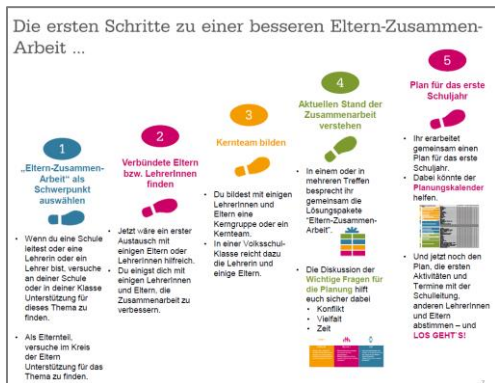 Die ersten Schritte zu einer besseren Eltern-Zusammen-
Arbeit ...
1
„Eltern-Zusammen-
Arbeit" als
Schwerpunkt
auswählen
Wenn du eine Schule
leitest oder eine
Lehrerin oder ein
Lehrer bist, versuche
an deiner Schule
oder in deiner Klasse
Unterstützung für
dieses Thema zu
finden.
Als Elternteil,
versuche im Kreis
der Eltern
Unterstützung für das
Thema zu finden.
2
Verbündete Eltern
bzw. LehrerInnen
finden
Jetzt wäre ein erster
Austausch mit
einigen Eltern oder
LehrerInnen hilfreich.
Du einigst dich mit
einigen LehrerInnen
und Eltern, die
Zusammenarbeit zu
verbessern.
3
Kernteam bilden
Du bildest mit einigen
LehrerInnen und
Eltern eine
Kerngruppe oder ein
Kernteam.
In einer Volksschul-
Klasse reicht dazu
die Lehrerin und
einige Eltern.
4
Aktuellen Stand der
Zusammenarbeit
verstehen
In einem oder in
mehreren Treffen
besprecht ihr
gemeinsam die
Lösungspakete
"Eltern-Zusammen-
Arbeit".
Die Diskussion der
Wichtige Fragen für
die Planung hilft
euch sicher dabei
Konflikt
Vielfalt
Zeit
5
Plan für das erste
Schuljahr
Ihr erarbeitet
gemeinsam einen
Plan für das erste
Schuljahr.
Dabei könnte der
Planungskalender
helfen.
Und jetzt noch den
Plan, die ersten
Aktivitäten und
Termine mit der
Schulleitung,
anderen LehrerInnen
und Eltern
abstimmen – und
LOS GEHT´S!